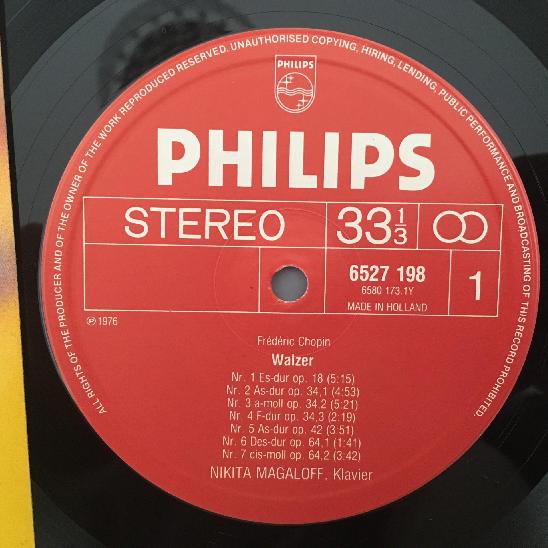 ALL RIGHTS OF THE PRODUCER AND OF THE OWNER OF THE WORK REPRODUCED RESERVED. UNAUTHORISED COPYING, HIRING, LENDING, PUBLIC PERFORMANCE AND BROADCASTING OF THIS RECORD PROHIBITED.
PHILIPS
PHILIPS
STEREO 33 1/3
6527 198
6580 173.1Y
MADE IN HOLLAND
1
℗ 1976
Frédéric Chopin
Walzer
Nr. 1 Es-dur op. 18 (5:15)
Nr. 2 As-dur op. 34,1 (4:53)
Nr. 3 a-moll op. 34,2 (5:21)
Nr. 4 F-dur op. 34,3 (2:19)
Nr. 5 As-dur op. 42 (3:51)
Nr. 6 Des-dur op. 64,1 (1:41)
Nr. 7 cis-moll op. 64,2 (3:42)
NIKITA MAGALOFF, Klavier